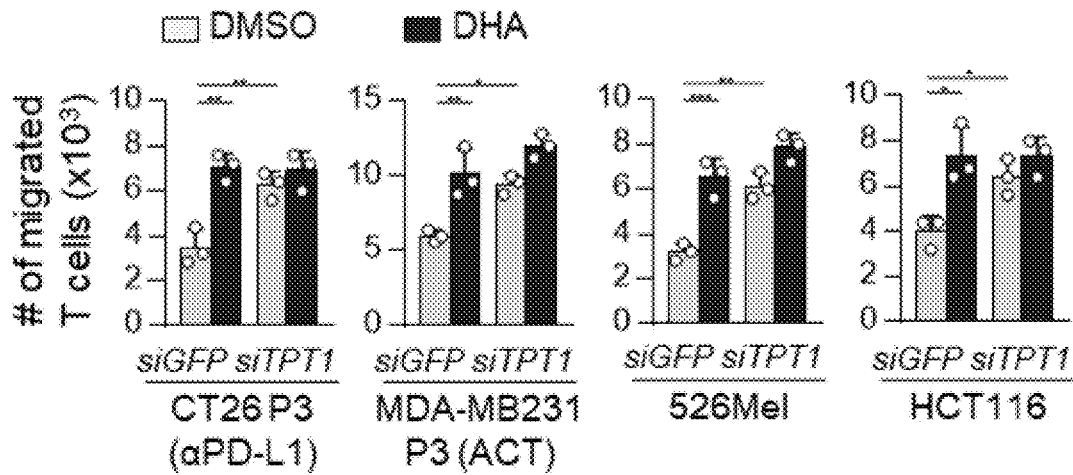 DMSO DHA
# of migrated
T cells (x10³)
10 15 10 10
8 8 8
10
6 6 6
4 5 4 4
2 2 2
0 0 0 0
** * ** *
** ** *** *
siGFP siTPT1 siGFP siTPT1 siGFP siTPT1 siGFP siTPT1
CT26 P3 MDA-MB231 526Mel HCT116
(αPD-L1) P3 (ACT)